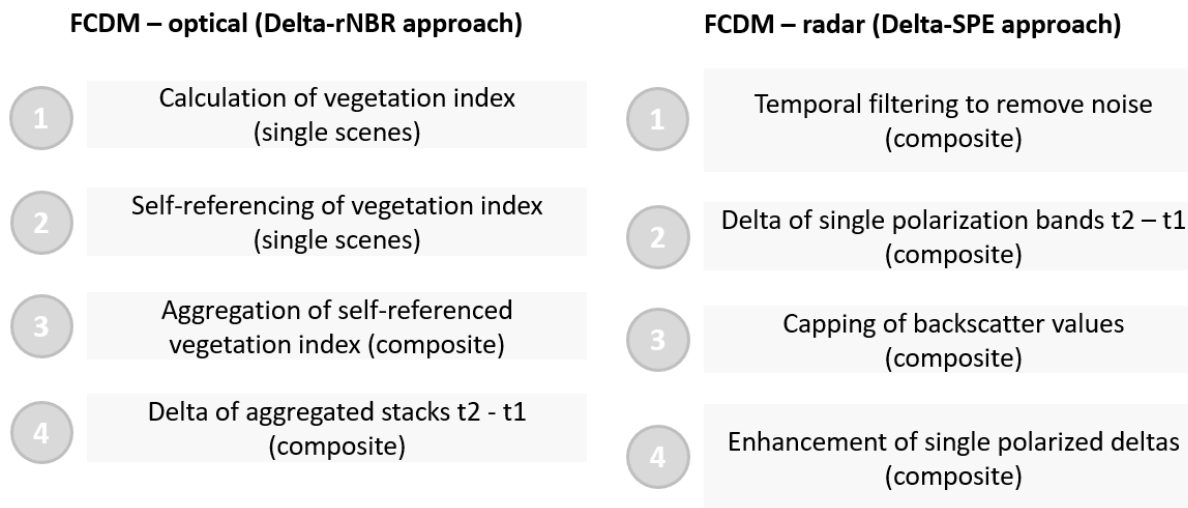 FCDM – optical (Delta-rNBR approach)
1
Calculation of vegetation index
(single scenes)
2
Self-referencing of vegetation index
(single scenes)
3
Aggregation of self-referenced
vegetation index (composite)
4
Delta of aggregated stacks t2 - t1
(composite)
FCDM – radar (Delta-SPE approach)
1
Temporal filtering to remove noise
(composite)
2
Delta of single polarization bands t2 – t1
(composite)
3
Capping of backscatter values
(composite)
4
Enhancement of single polarized deltas
(composite)